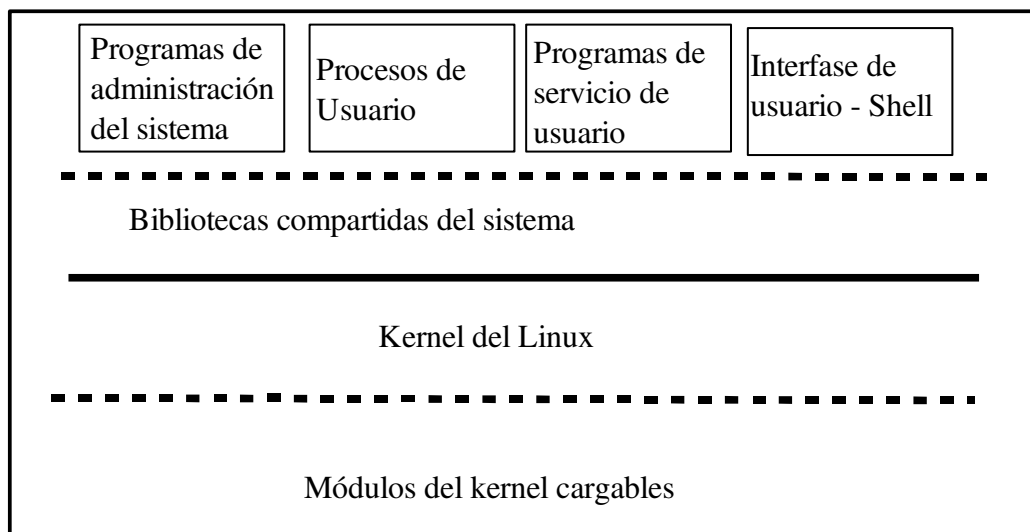 Programas de
administración
del sistema
Procesos de
Usuario
Programas de
servicio de
usuario
Interfase de
usuario - Shell
Bibliotecas compartidas del sistema
Kernel del Linux
Módulos del kernel cargables